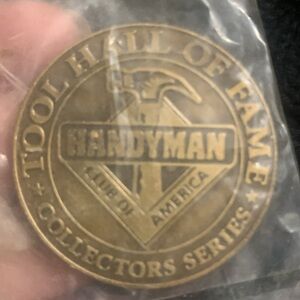 TOOL HALL OF FAME
HANDYMAN
CLUB OF
AMERICA
★ COLLECTORS SERIES ★